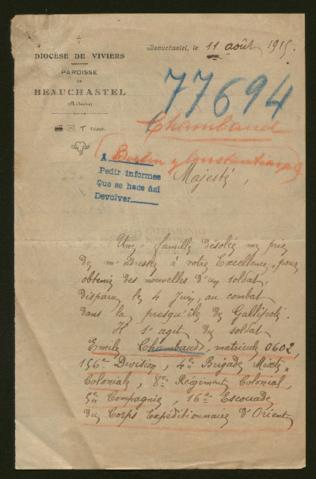 DIOCÈSE DE VIVIERS
PAROISSE
DE
BEAUCHASTEL
(Ardèche)
Beauchastel, le 11 août 1915.
77694
Chambaud
Berlin y Constantinople
A
Pedir informes
Que se hace ási
Devolver
Majesté,
Une famille désolée me prie
de m'adresser à votre Excellence, pour
obtenir des nouvelles d'un soldat,
disparu le 4 Juin, au combat
dans la presqu'île de Gallipoli.
Il s'agit du soldat
Emile Chambaud, matricule 0602,
156e Division, 4e Brigade Mixte
Coloniale, 8e Régiment Colonial,
5e Compagnie, 16e Escouade,
du Corps Expéditionnaire d'Orient